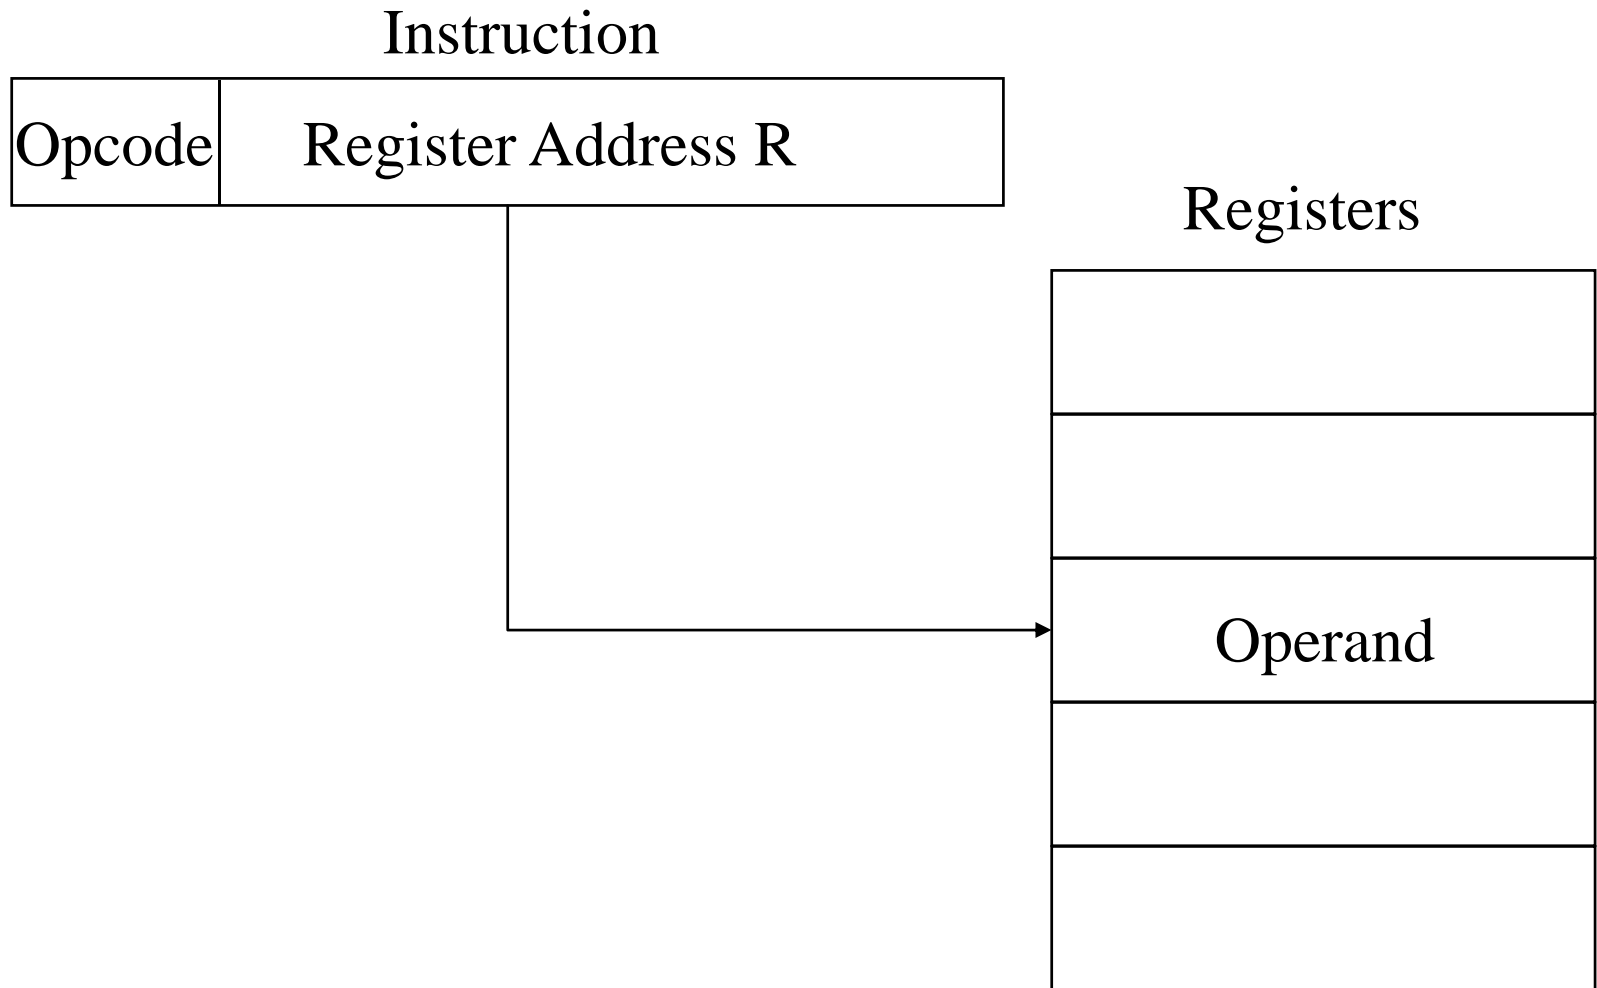 Instruction
Opcode
Register Address R
Registers
Operand